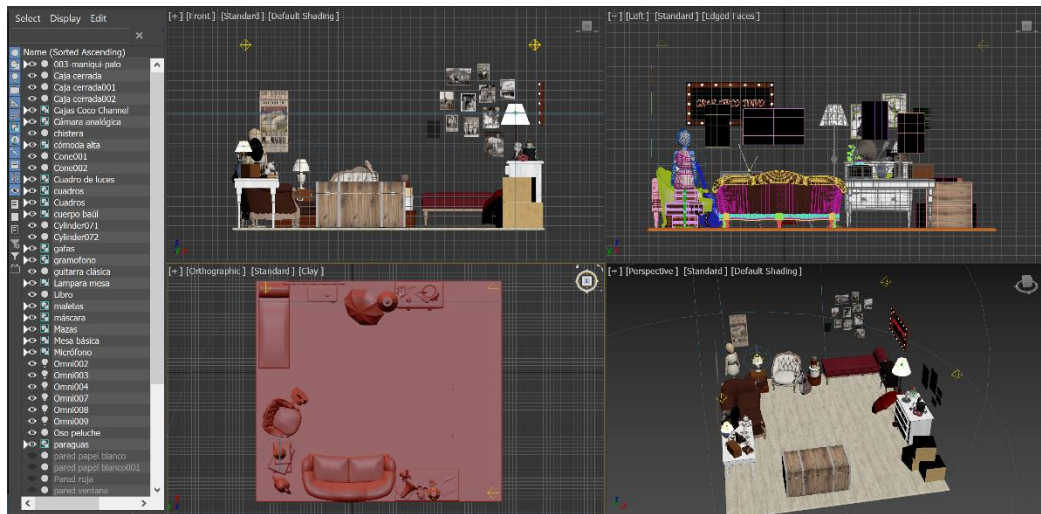 Select Display Edit
Name (Sorted Ascending)
003-maniqui-palo
Caja cerrada
Caja cerrada001
Caja cerrada002
Cajas Coco Channel
Cámara analógica
chistera
cómoda alta
Cone001
Cone002
Cuadro de luces
cuadros
Cuadros
cuerpo baúl
Cylinder071
Cylinder072
gafas
gramofono
guitarra clásica
Lampara mesa
Libro
maletas
máscara
Mazas
Mesa básica
Micrófono
Omni002
Omni003
Omni004
Omni007
Omni008
Omni009
Oso peluche
paraguas
pared papel blanco
pared papel blanco001
Pared roja
pared ventana
[+] [Front] [Standard] [Default Shading]
[+] [Left] [Standard] [Edged Faces]
[+] [Orthographic] [Standard] [Clay]
[+] [Perspective] [Standard] [Default Shading]